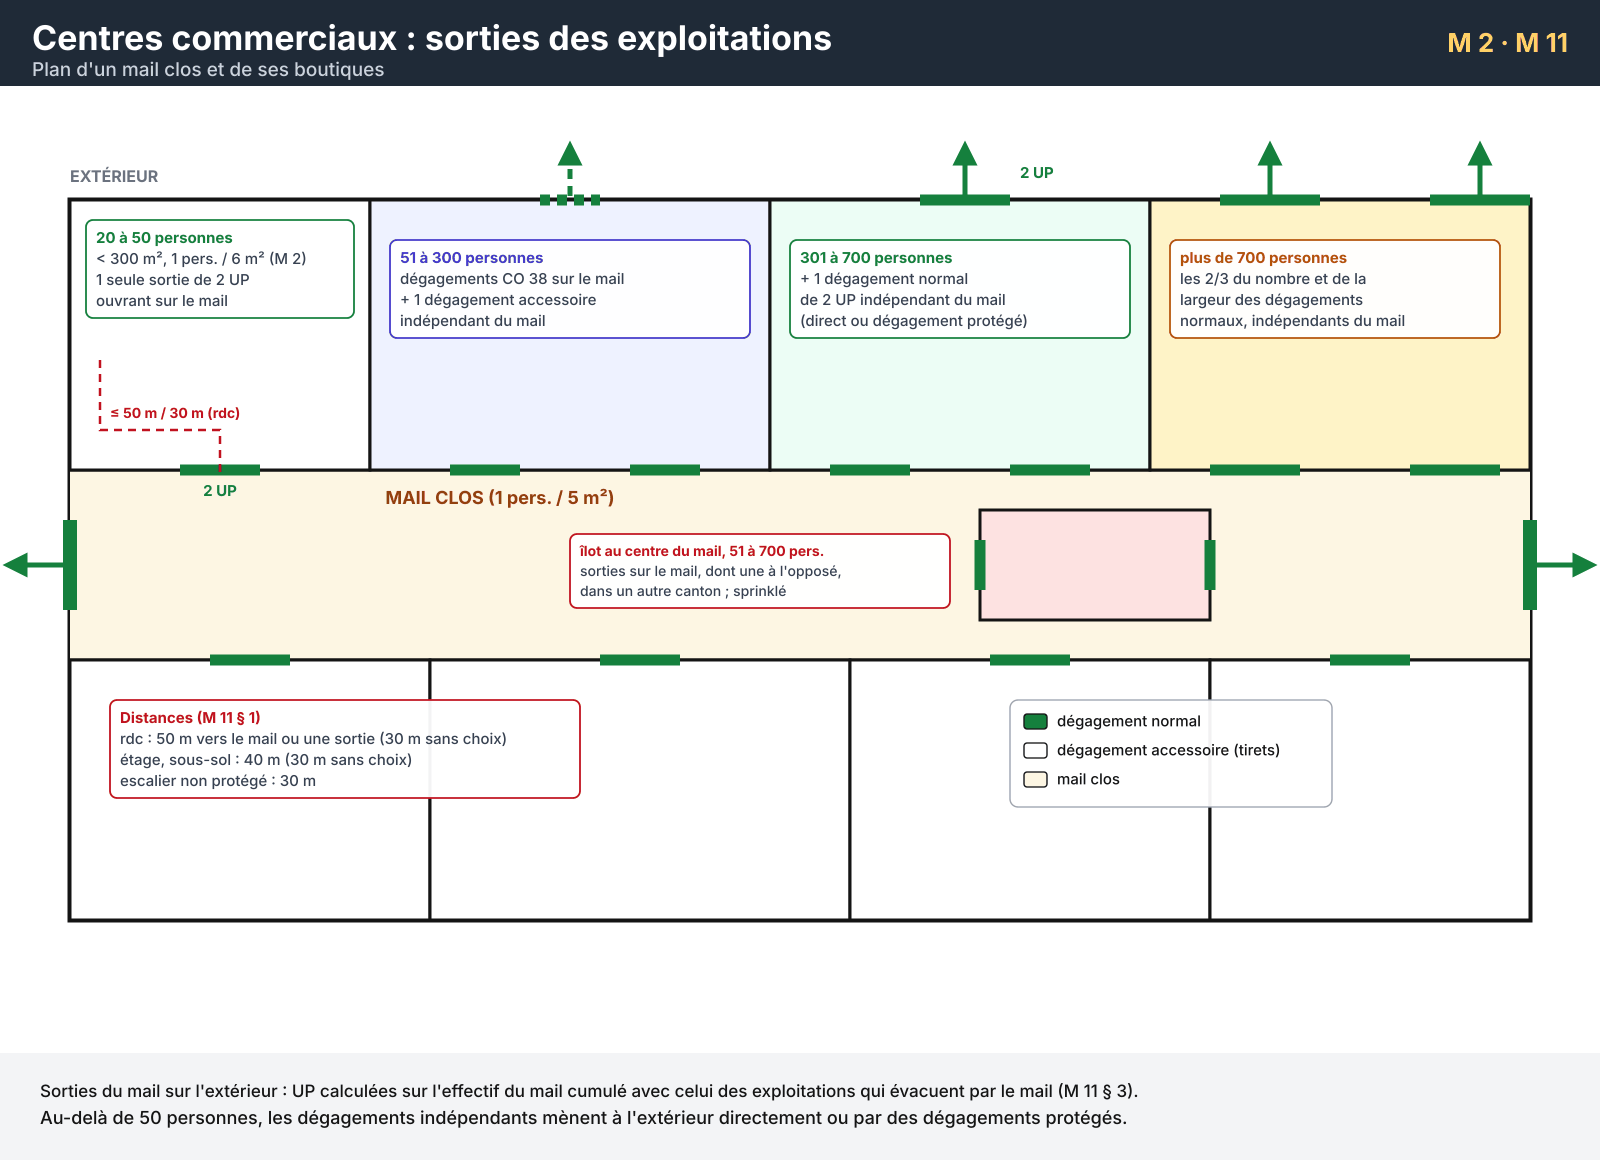 Centres commerciaux : sorties des exploitations
Plan d'un mail clos et de ses boutiques
M 2 · M 11
EXTÉRIEUR
2 UP
20 à 50 personnes
< 300 m², 1 pers. / 6 m² (M 2)
1 seule sortie de 2 UP
ouvrant sur le mail
51 à 300 personnes
dégagements CO 38 sur le mail
+ 1 dégagement accessoire
indépendant du mail
301 à 700 personnes
+ 1 dégagement normal
de 2 UP indépendant du mail
(direct ou dégagement protégé)
plus de 700 personnes
les 2/3 du nombre et de la
largeur des dégagements
normaux, indépendants du mail
≤ 50 m / 30 m (rdc)
2 UP
MAIL CLOS (1 pers. / 5 m²)
îlot au centre du mail, 51 à 700 pers.
sorties sur le mail, dont une à l'opposé,
dans un autre canton ; sprinklé
Distances (M 11 § 1)
rdc : 50 m vers le mail ou une sortie (30 m sans choix)
étage, sous-sol : 40 m (30 m sans choix)
escalier non protégé : 30 m
dégagement normal
dégagement accessoire (tirets)
mail clos
Sorties du mail sur l'extérieur : UP calculées sur l'effectif du mail cumulé avec celui des exploitations qui évacuent par le mail (M 11 § 3).
Au-delà de 50 personnes, les dégagements indépendants mènent à l'extérieur directement ou par des dégagements protégés.